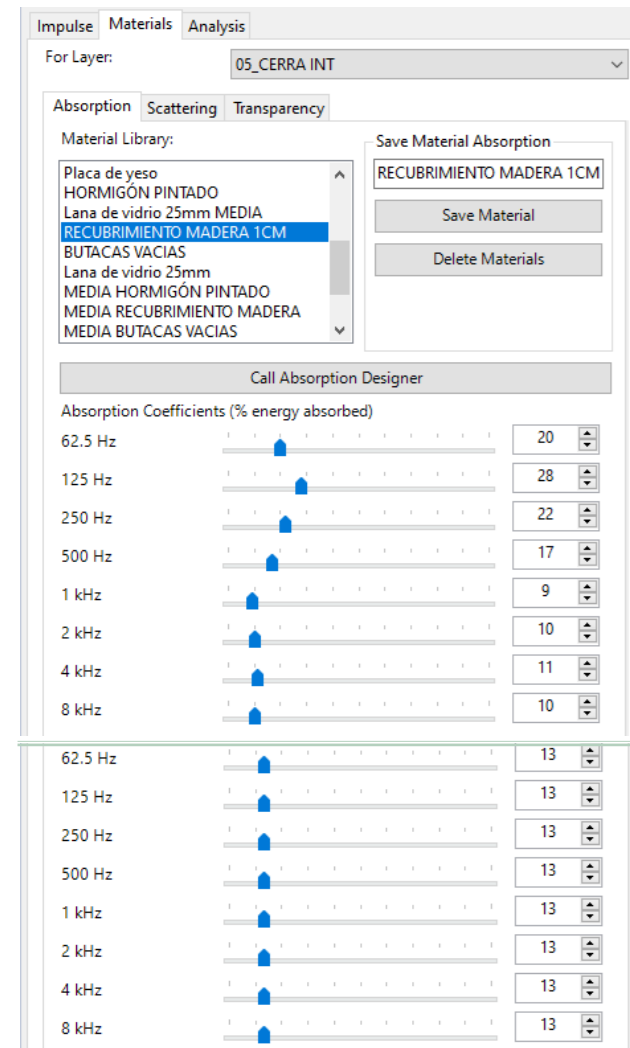 Impulse Materials Analysis
For Layer: 05_CERRA INT
Absorption Scattering Transparency
Material Library:
Placa de yeso
HORMIGÓN PINTADO
Lana de vidrio 25mm MEDIA
RECUBRIMIENTO MADERA 1CM
BUTACAS VACIAS
Lana de vidrio 25mm
MEDIA HORMIGÓN PINTADO
MEDIA RECUBRIMIENTO MADERA
MEDIA BUTACAS VACIAS
Save Material Absorption
RECUBRIMIENTO MADERA 1CM
Save Material
Delete Materials
Call Absorption Designer
Absorption Coefficients (% energy absorbed)
62.5 Hz 20
125 Hz 28
250 Hz 22
500 Hz 17
1 kHz 9
2 kHz 10
4 kHz 11
8 kHz 10
62.5 Hz 13
125 Hz 13
250 Hz 13
500 Hz 13
1 kHz 13
2 kHz 13
4 kHz 13
8 kHz 13